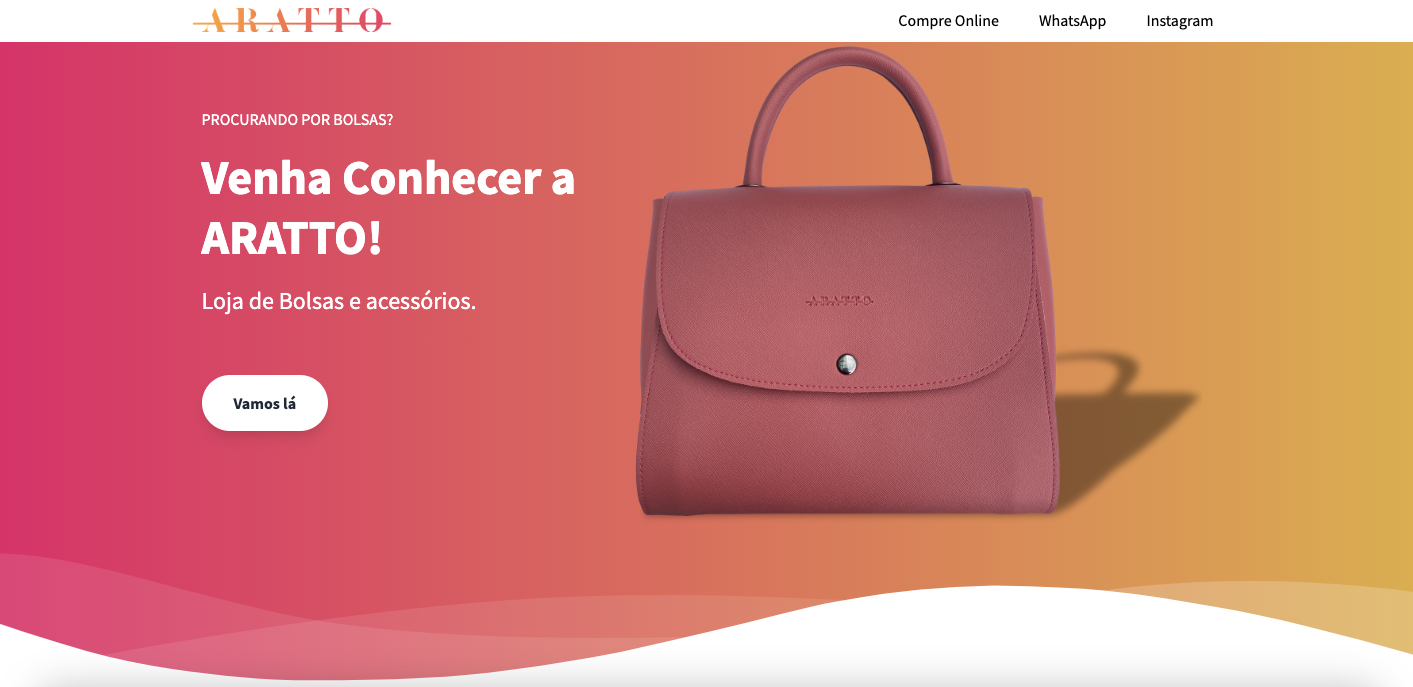 ARATTO
Compre Online WhatsApp Instagram
PROCURANDO POR BOLSAS?
Venha Conhecer a
ARATTO!
Loja de Bolsas e acessórios.
Vamos lá
ARATTO